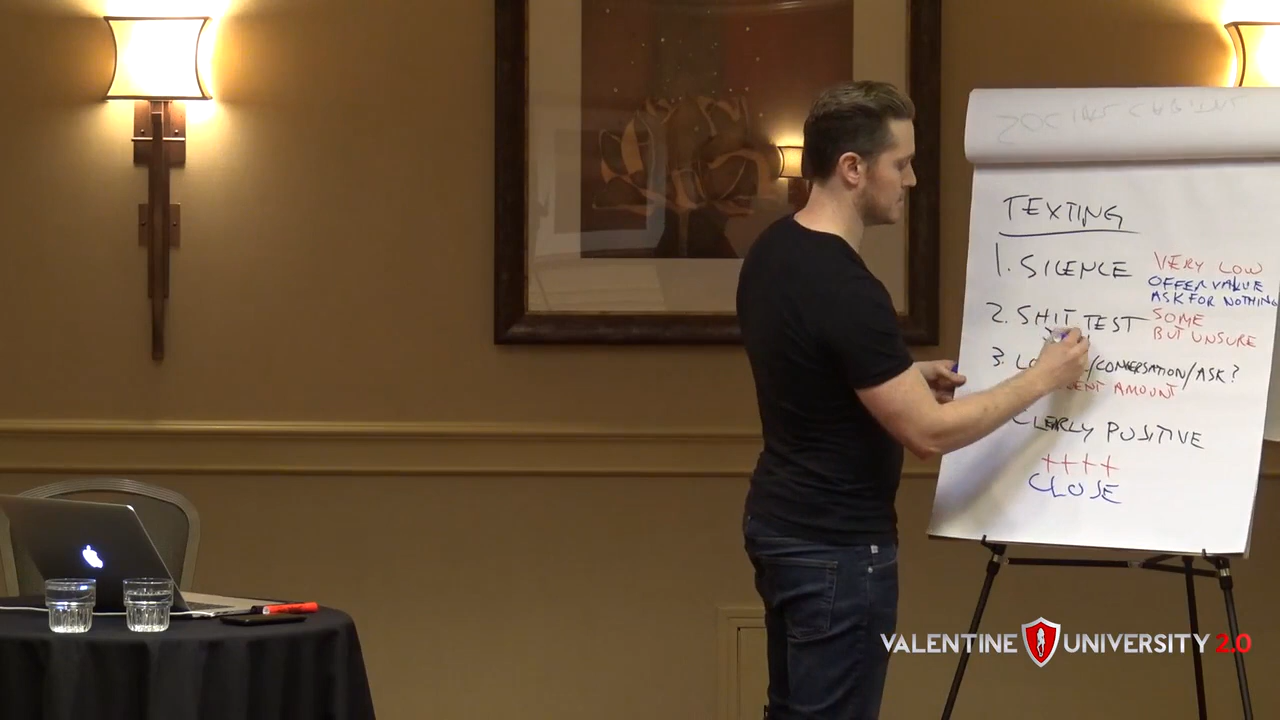 TEXTING
1. SILENCE
VERY LOW
OFFER VALUE
ASK FOR NOTHING
2. SHIT TEST
SOME
BUT UNSURE
3. /CONVERSATION/ASK?
AMOUNT
CLEARLY POSITIVE
++++
CLOSE
VALENTINE UNIVERSITY 2.0